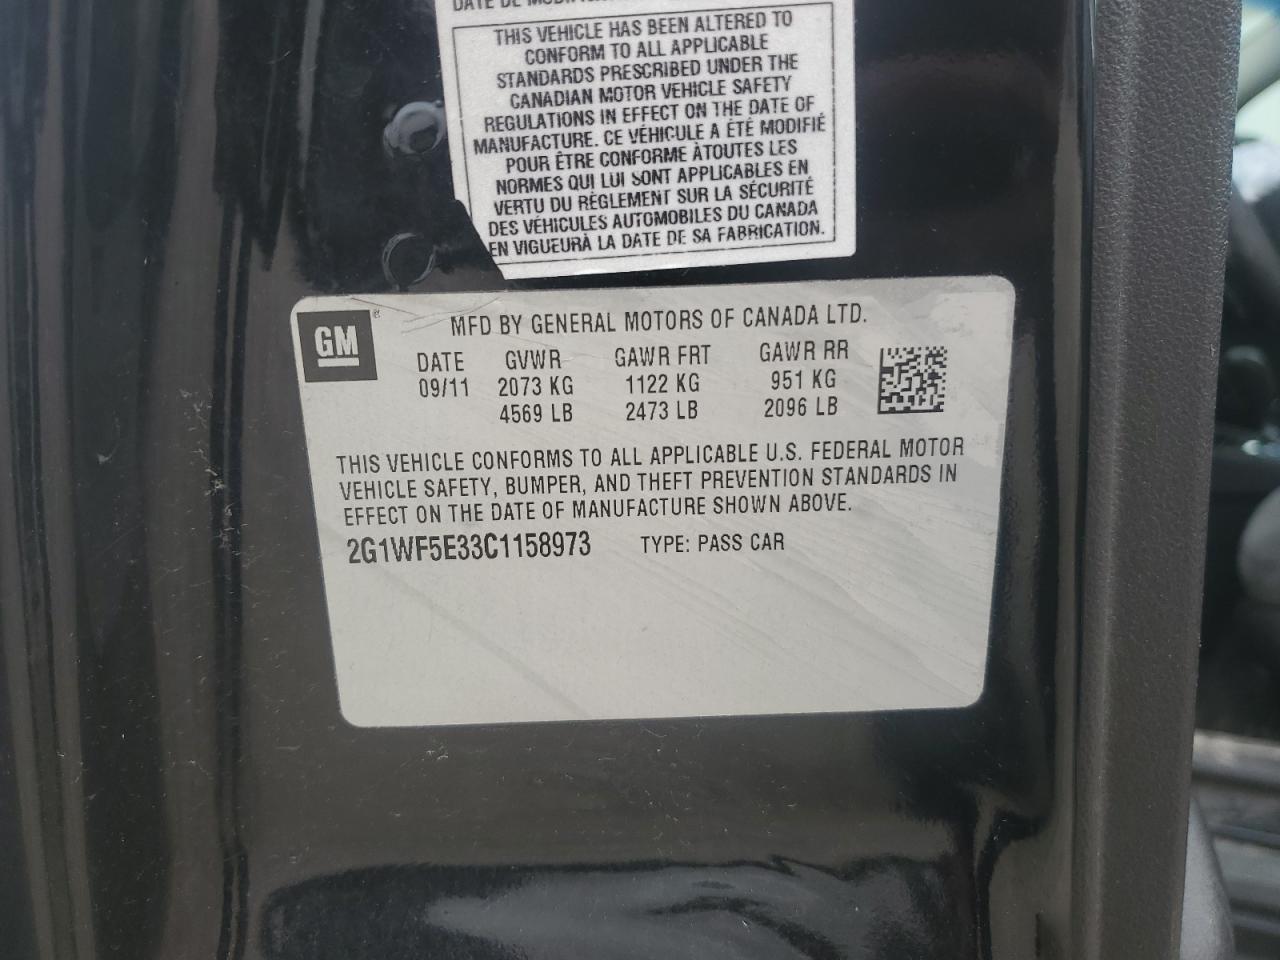 DATE DE
THIS VEHICLE HAS BEEN ALTERED TO
CONFORM TO ALL APPLICABLE
STANDARDS PRESCRIBED UNDER THE
CANADIAN MOTOR VEHICLE SAFETY
REGULATIONS IN EFFECT ON THE DATE OF
MANUFACTURE. CE VÉHICULE A ÉTÉ MODIFIÉ
POUR ÊTRE CONFORME ÀTOUTES LES
NORMES QUI LUI SONT APPLICABLES EN
VERTU DU RÈGLEMENT SUR LA SÉCURITÉ
DES VÉHICULES AUTOMOBILES DU CANADA
EN VIGUEURÀ LA DATE DE SA FABRICATION.
GM®
MFD BY GENERAL MOTORS OF CANADA LTD.
DATE GVWR GAWR FRT GAWR RR
09/11 2073 KG 1122 KG 951 KG
4569 LB 2473 LB 2096 LB
THIS VEHICLE CONFORMS TO ALL APPLICABLE U.S. FEDERAL MOTOR
VEHICLE SAFETY, BUMPER, AND THEFT PREVENTION STANDARDS IN
EFFECT ON THE DATE OF MANUFACTURE SHOWN ABOVE.
2G1WF5E33C1158973 TYPE: PASS CAR